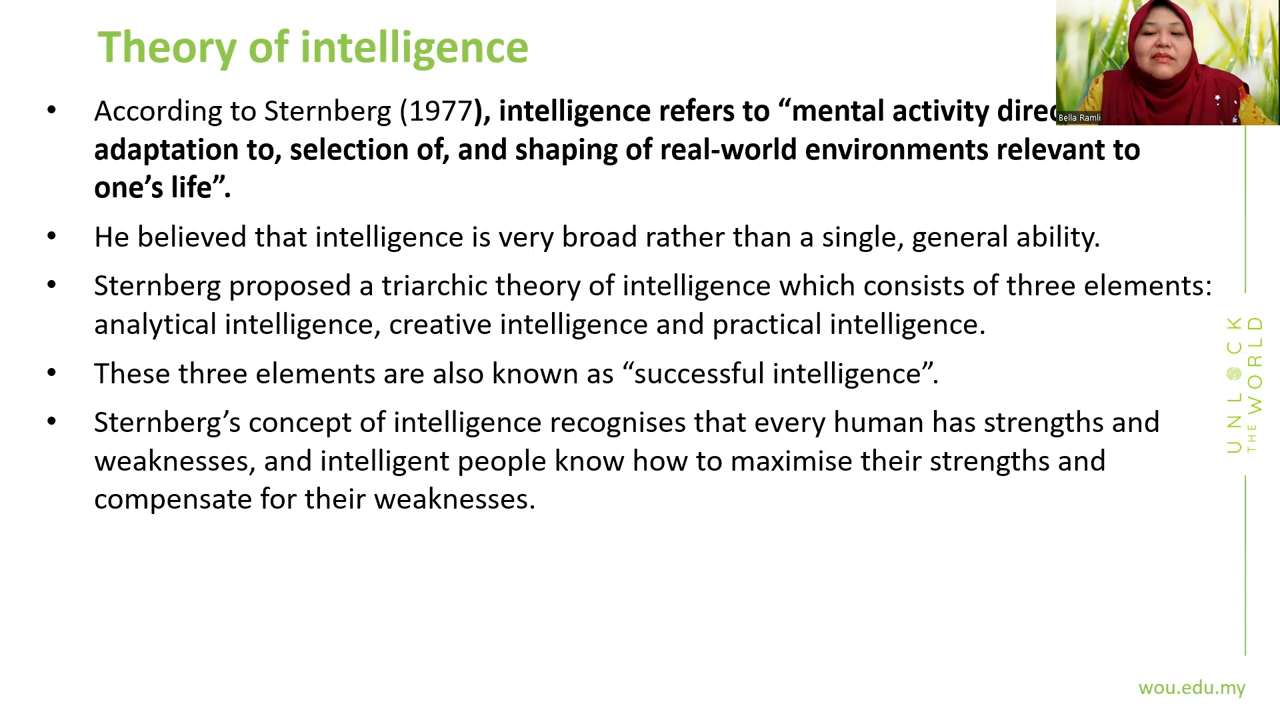 Theory of intelligence
• According to Sternberg (1977), intelligence refers to “mental activity
adaptation to, selection of, and shaping of real-world environments relevant to
one’s life”.
• He believed that intelligence is very broad rather than a single, general ability.
• Sternberg proposed a triarchic theory of intelligence which consists of three elements:
analytical intelligence, creative intelligence and practical intelligence.
• These three elements are also known as “successful intelligence”.
• Sternberg’s concept of intelligence recognises that every human has strengths and
weaknesses, and intelligent people know how to maximise their strengths and
compensate for their weaknesses.
Bella Ramli
UNLOCK
THE WORLD
wou.edu.my